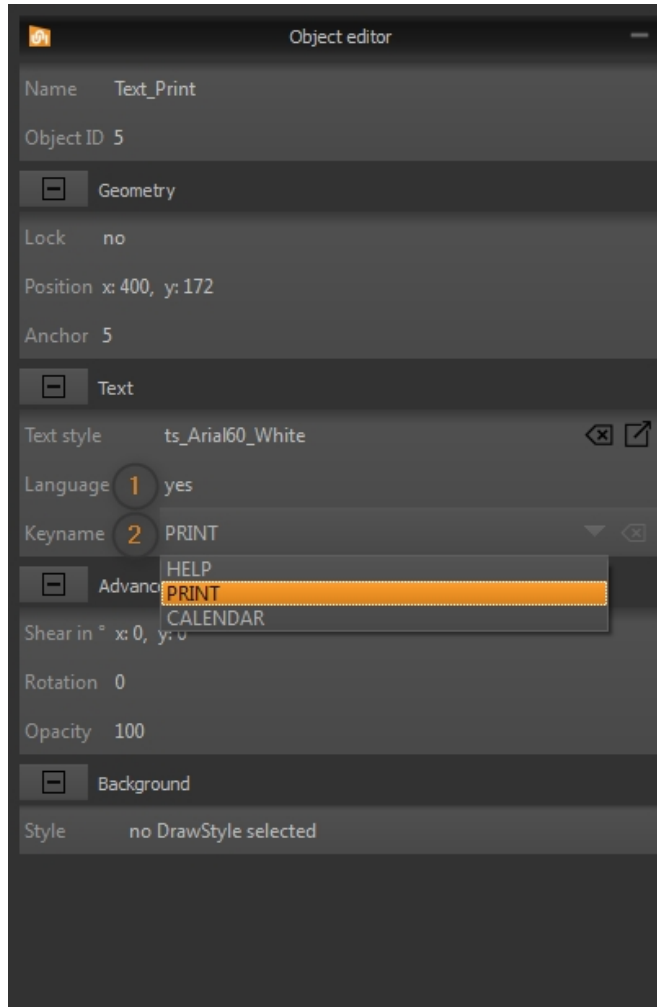 Object editor
Name Text_Print
Object ID 5
Geometry
Lock no
Position x: 400, y: 172
Anchor 5
Text
Text style ts_Arial60_White
Language 1 yes
Keyname 2 PRINT
HELP
Advanc PRINT
CALENDAR
Shear in ° x: 0, y: 0
Rotation 0
Opacity 100
Background
Style no DrawStyle selected